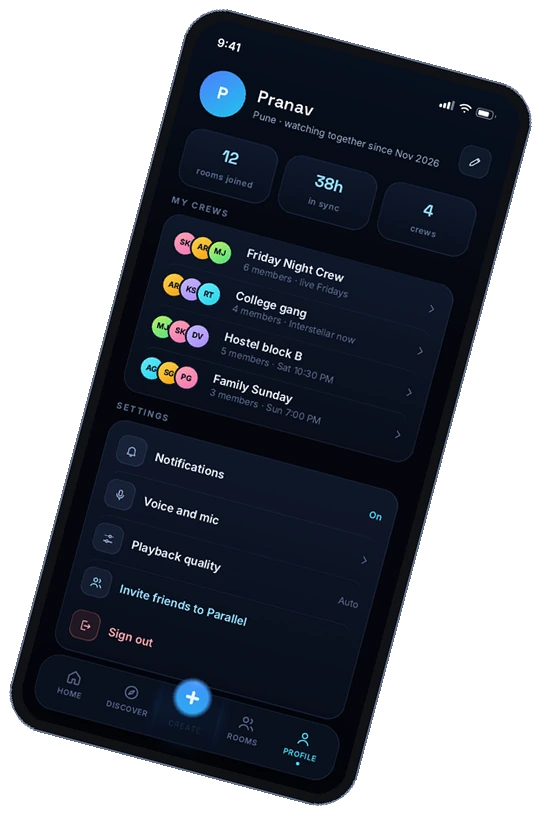 9:41
P
Pranav
Pune · watching together since Nov 2026
12
rooms joined
38h
in sync
4
crews
MY CREWS
SK AR MJ
Friday Night Crew
6 members · live Fridays
AR KS RT
College gang
4 members · Interstellar now
MJ SK DV
Hostel block B
5 members · Sat 10:30 PM
AG SG PG
Family Sunday
3 members · Sun 7:00 PM
SETTINGS
Notifications
On
Voice and mic
Playback quality
Auto
Invite friends to Parallel
Sign out
HOME
DISCOVER
CREATE
ROOMS
PROFILE